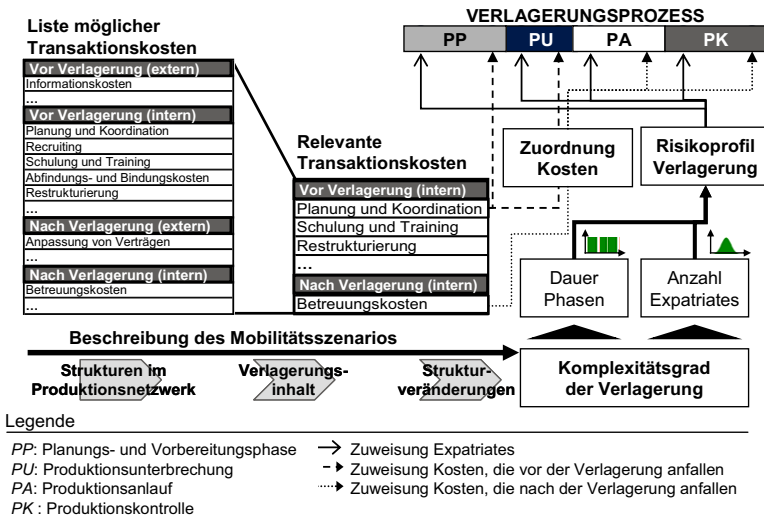 Liste möglicher
Transaktionskosten
Vor Verlagerung (extern)
Informationskosten
...
Vor Verlagerung (intern)
Planung und Koordination
Recruiting
Schulung und Training
Abfindungs- und Bindungskosten
Restrukturierung
...
Nach Verlagerung (extern)
Anpassung von Verträgen
...
Nach Verlagerung (intern)
Betreuungskosten
...
Relevante
Transaktionskosten
Vor Verlagerung (intern)
Planung und Koordination
Schulung und Training
Restrukturierung
...
Nach Verlagerung (intern)
Betreuungskosten
VERLAGERUNGSPROZESS
PP PU PA PK
Zuordnung
Kosten
Risikoprofil
Verlagerung
Dauer
Phasen
Anzahl
Expatriates
Beschreibung des Mobilitätsszenarios
Strukturen im
Produktionsnetzwerk
Verlagerungs-
inhalt
Struktur-
veränderungen
Komplexitätsgrad
der Verlagerung
Legende
PP: Planungs- und Vorbereitungsphase
PU: Produktionsunterbrechung
PA: Produktionsanlauf
PK : Produktionskontrolle
Zuweisung Expatriates
Zuweisung Kosten, die vor der Verlagerung anfallen
Zuweisung Kosten, die nach der Verlagerung anfallen